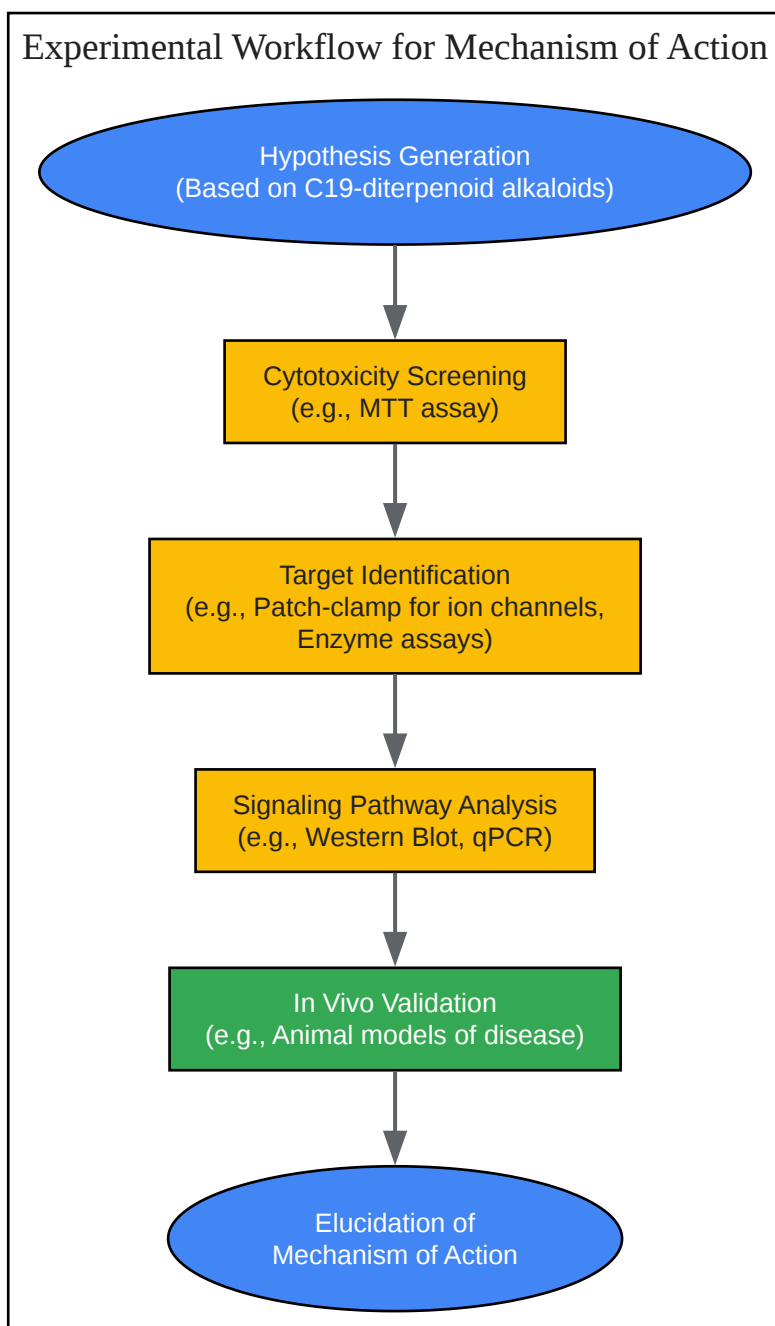 Experimental Workflow for Mechanism of Action
Hypothesis Generation
(Based on C19-diterpenoid alkaloids)
Cytotoxicity Screening
(e.g., MTT assay)
Target Identification
(e.g., Patch-clamp for ion channels,
Enzyme assays)
Signaling Pathway Analysis
(e.g., Western Blot, qPCR)
In Vivo Validation
(e.g., Animal models of disease)
Elucidation of
Mechanism of Action